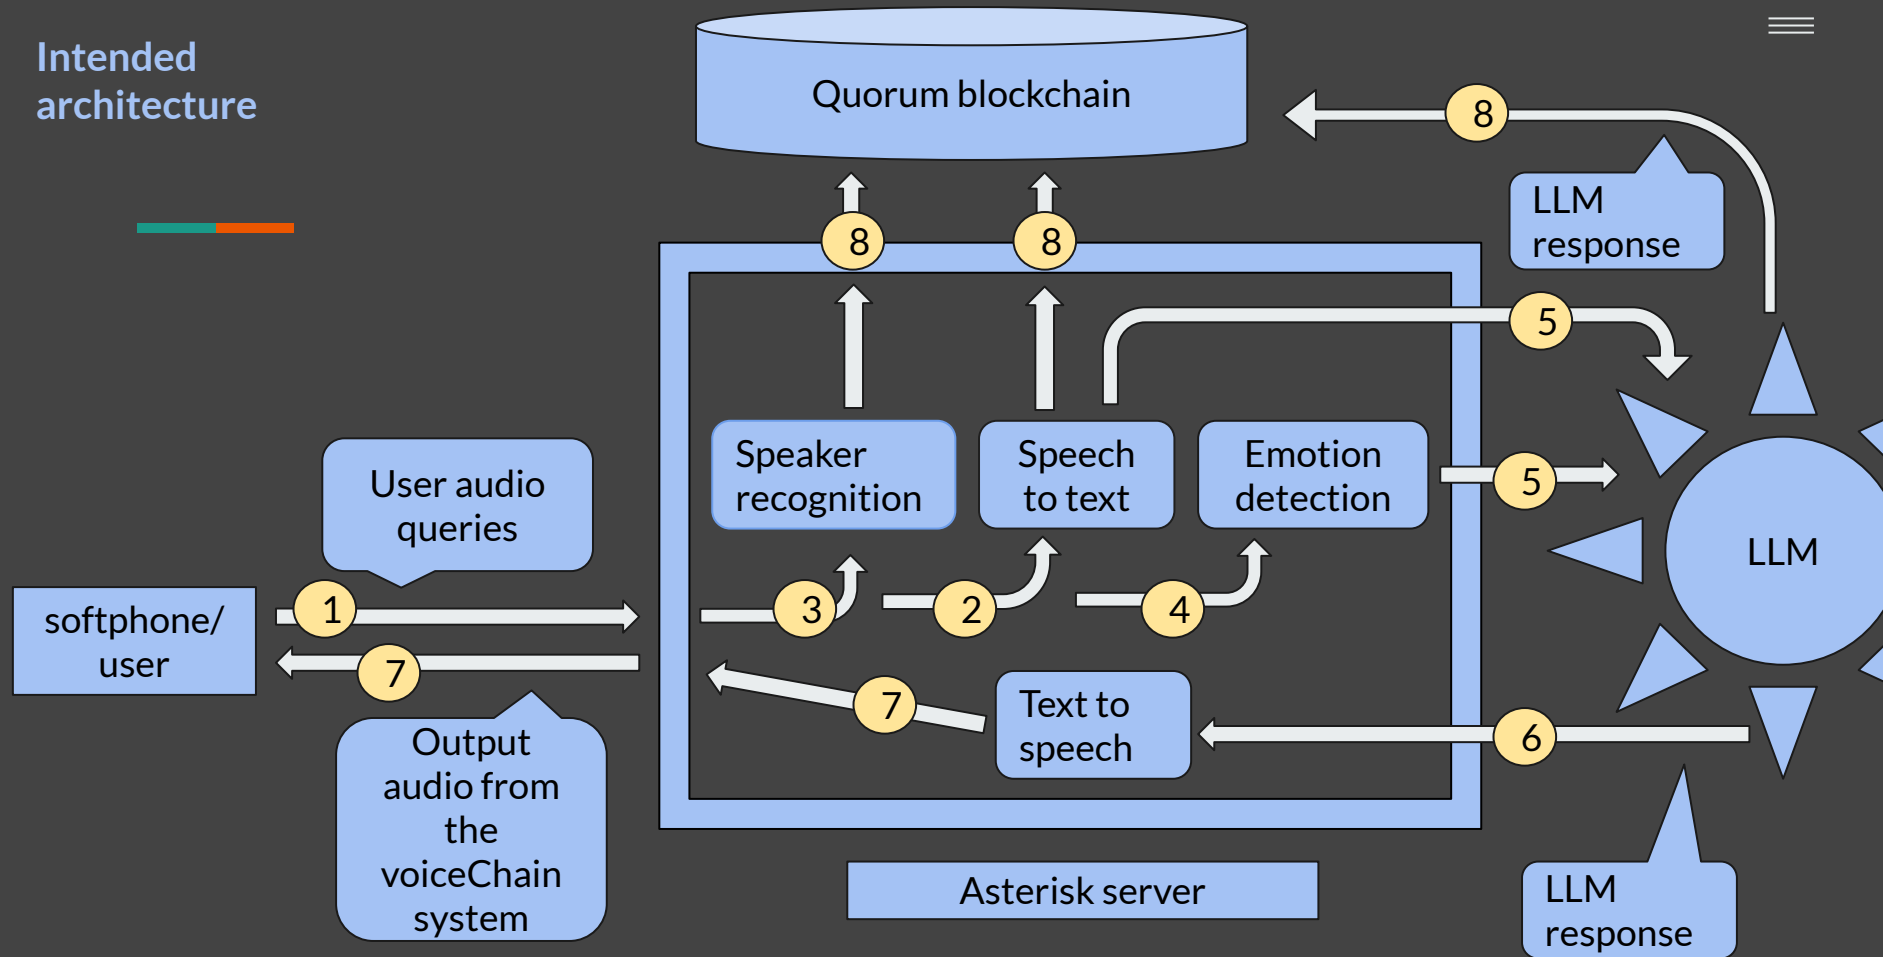 Intended
architecture
Quorum blockchain
8
LLM
response
8
8
5
Speaker
recognition
Speech
to text
Emotion
detection
5
User audio
queries
LLM
softphone/
user
1
3
2
4
7
7
Text to
speech
6
Output
audio from
the
voiceChain
system
Asterisk server
LLM
response